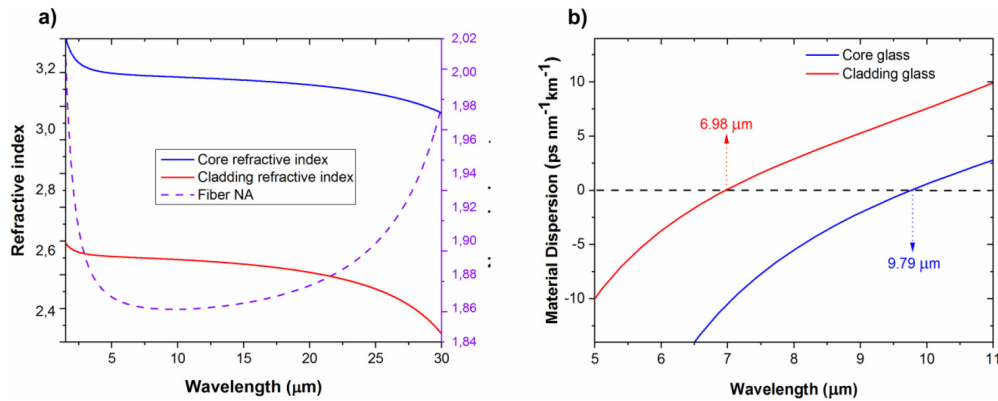 a)
3,2
3,0
2,8
2,6
2,4
Refractive index
Core refractive index
Cladding refractive index
Fiber NA
2,02
2,00
1,98
1,96
1,94
1,93
1,91
1,90
1,88
1,86
1,84
5
10
15
20
25
30
Wavelength (μm)
b)
Material Dispersion (ps nm⁻¹km⁻¹)
10
5
0
-5
-10
Core glass
Cladding glass
6.98 μm
9.79 μm
5
6
7
8
9
10
11
Wavelength (μm)